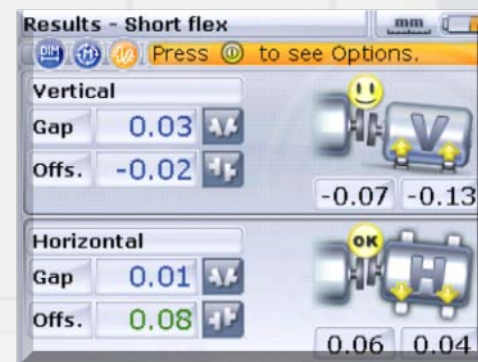 Results - Short flex mm
DIM M Press to see Options.
Vertical
Gap 0.03
Offs. -0.02
V
-0.07 -0.13
Horizontal
OK
Gap 0.01
H
Offs. 0.08
0.06 0.04